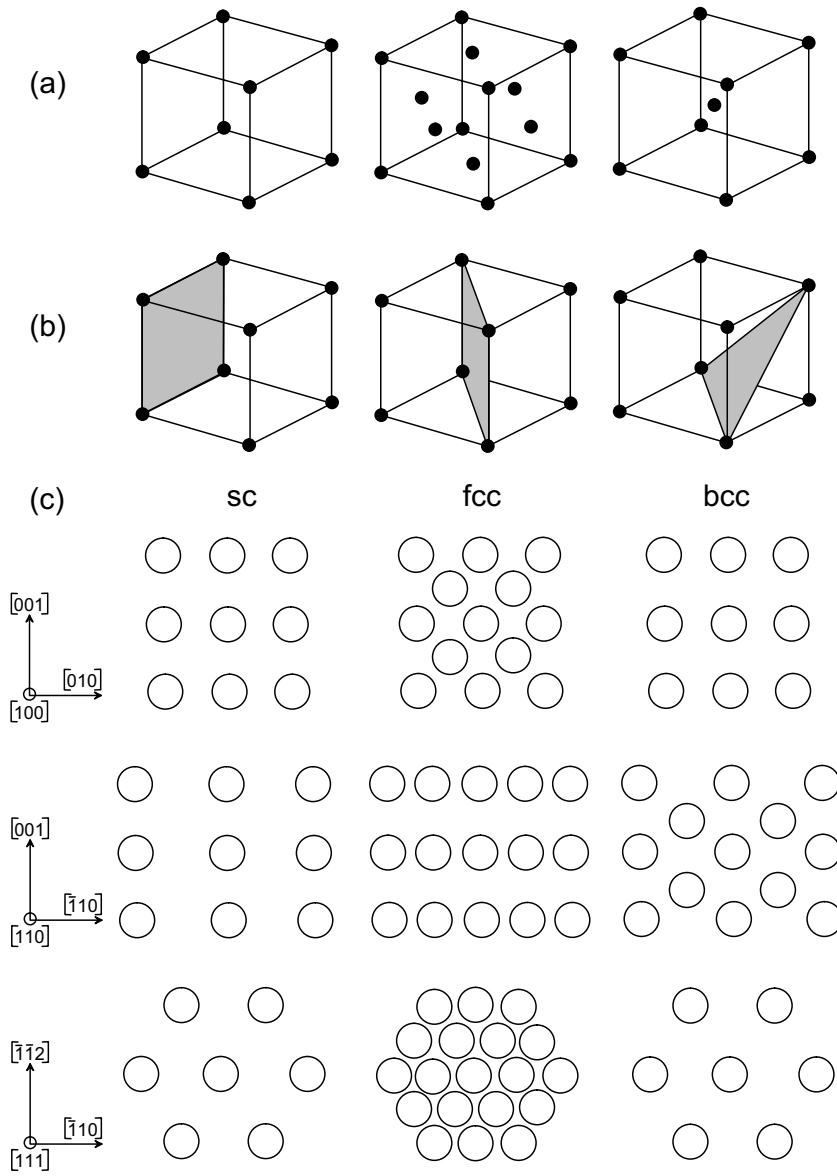 (a)
(b)
(c)
sc fcc bcc
[001]
[010]
[100]
[001]
[1̄10]
[110]
[1̄1̄2]
[1̄10]
[111]